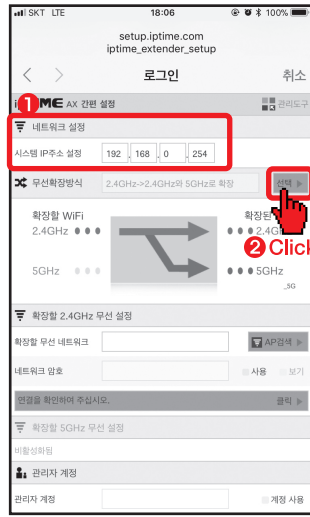 SKT LTE 18:06 100%
setup.iptime.com
iptime_extender_setup
로그인 취소
ME AX 간편 설정 관리도구
1
네트워크 설정
시스템 IP주소 설정 192 . 168 . 0 . 254
무선확장방식 2.4GHz->2.4GHz와 5GHz로 확장 선택
확장할 WiFi 확장된
2.4GHz 2.4G
2 Click
5GHz 5GHz
_5G
확장할 2.4GHz 무선 설정
확장할 무선 네트워크 AP검색
네트워크 암호 사용 보기
연결을 확인하여 주십시오. 클릭
확장할 5GHz 무선 설정
비활성화됨
관리자 계정
관리자 계정 계정 사용